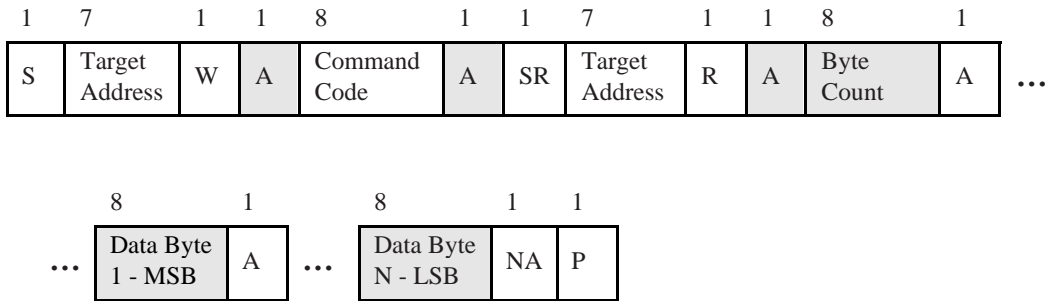 1 7 1 1 8 1 1 7 1 1 8 1
S Target Address W A Command Code A SR Target Address R A Byte Count A ...
8 1 8 1 1
... Data Byte 1 - MSB A ... Data Byte N - LSB NA P